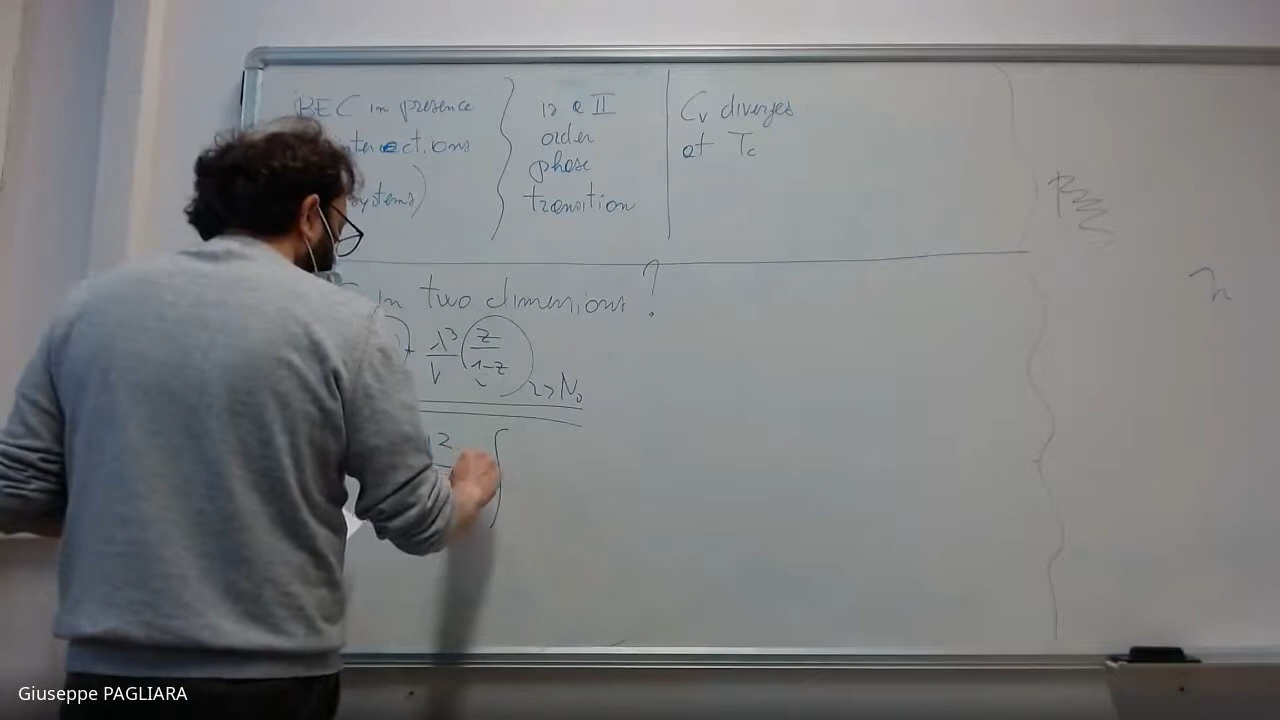 BEC in presence
interactions
systems)
is a II
order
phase
transition
Cv diverges
at Tc
in two dimensions?
+ λ³/V (z/1-z) → N₀
∫
Giuseppe PAGLIARA